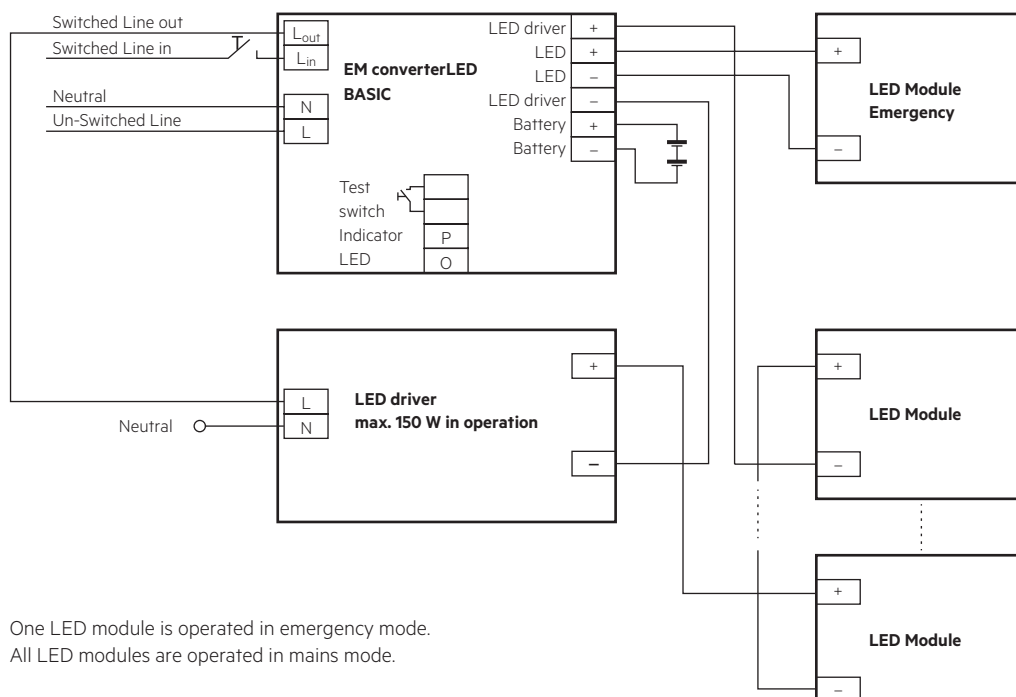 Switched Line out
Switched Line in
Neutral
Un-Switched Line
Lout
Lin
N
L
EM converterLED
BASIC
LED driver +
LED +
LED –
LED driver –
Battery +
Battery –
Test
switch
Indicator P
LED O
+
LED Module
Emergency
–
L
N
Neutral
LED driver
max. 150 W in operation
+
–
+
LED Module
–
+
LED Module
–
One LED module is operated in emergency mode.
All LED modules are operated in mains mode.